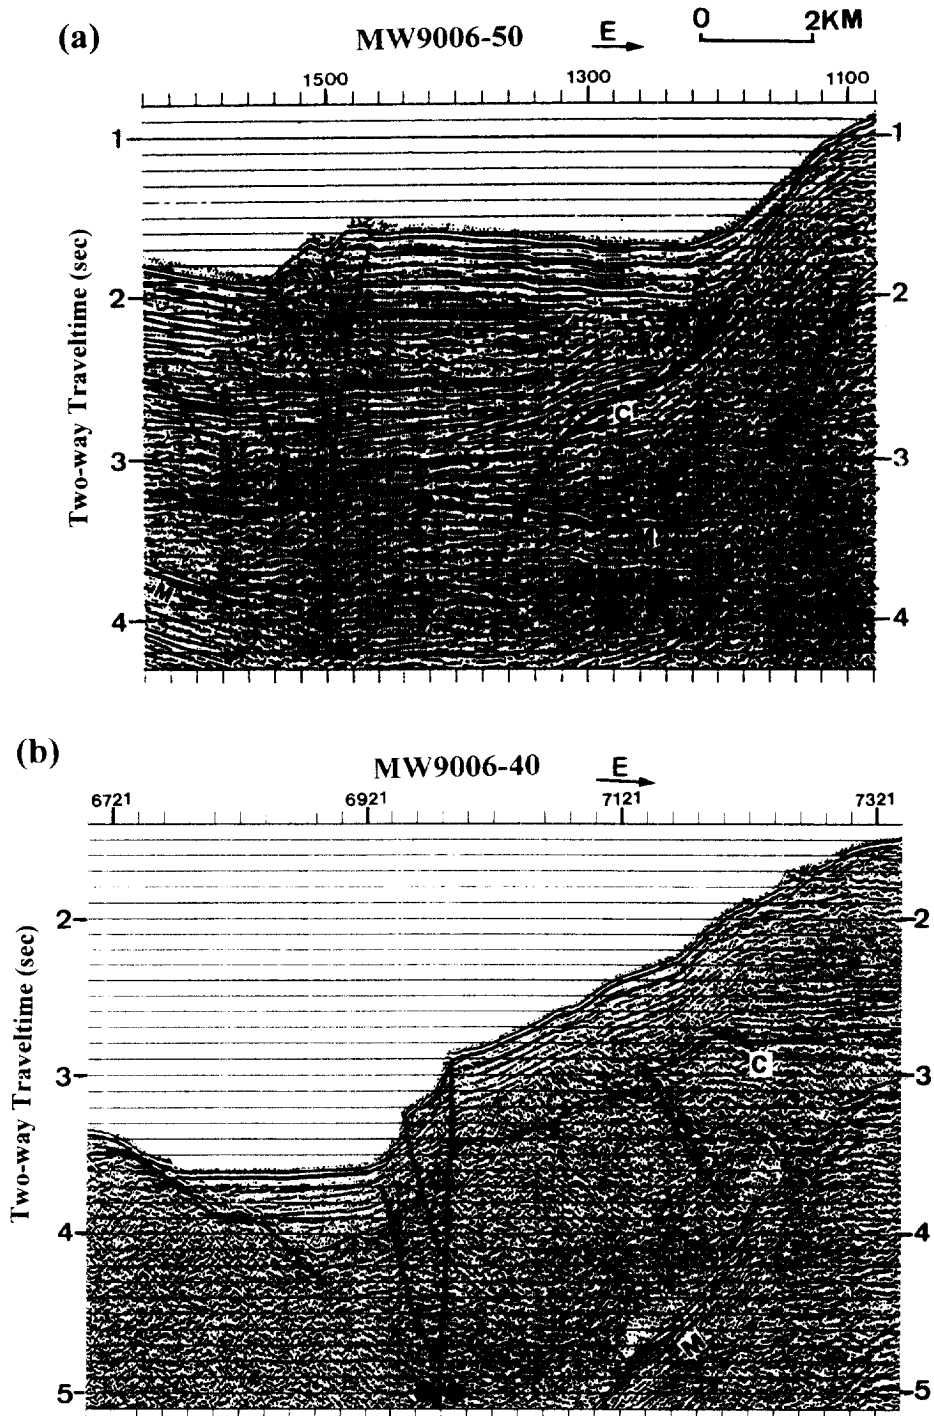 (a) MW9006-50 E 0 2KM
1500 1300 1100
1 1
2 2
C
3 3
M
M
4 4
Two-way Traveltime (sec)
(b) MW9006-40 E
6721 6921 7121 7321
2 2
3 C 3
4 4
M
5 5
Two-way Traveltime (sec)